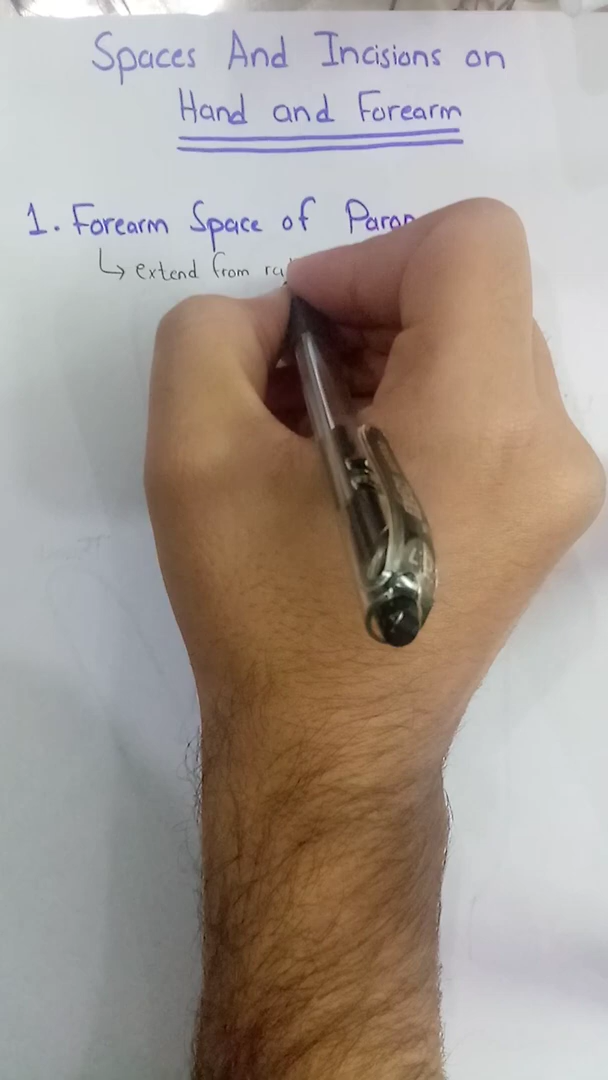 Spaces And Incisions on
Hand and Forearm
1. Forearm Space of
↳ extend from